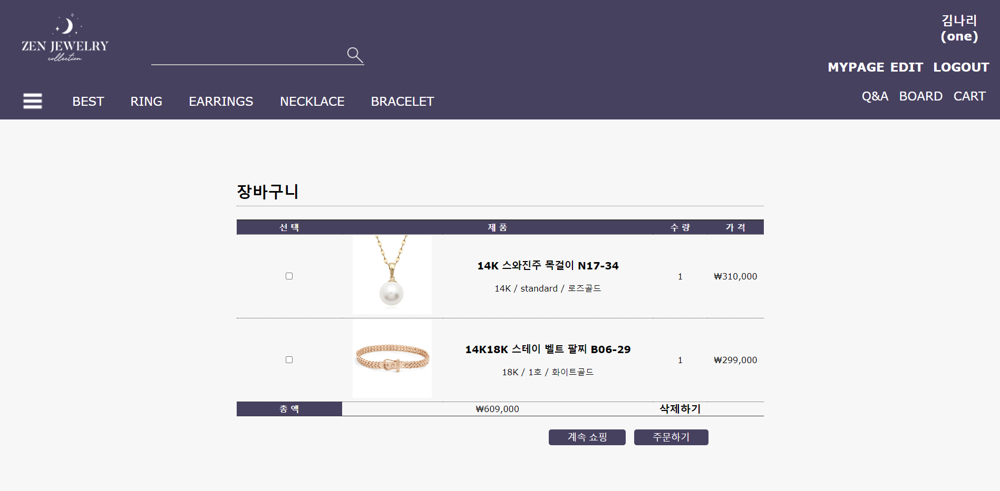 ZEN JEWELRY
collection
김나리
(one)
MYPAGE EDIT LOGOUT
BEST RING EARRINGS NECKLACE BRACELET
Q&A BOARD CART
장바구니
선 택 제 품 수 량 가 격
14K 스와진주 목걸이 N17-34
14K / standard / 로즈골드
1 ₩310,000
14K18K 스테이 벨트 팔찌 B06-29
18K / 1호 / 화이트골드
1 ₩299,000
총 액 ₩609,000 삭제하기
계속 쇼핑 주문하기